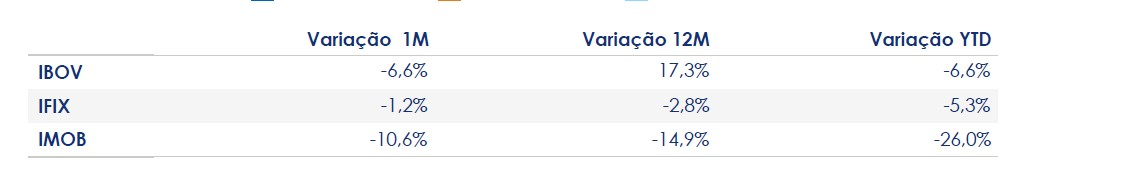 Variação 1M Variação 12M Variação YTD
IBOV -6,6% 17,3% -6,6%
IFIX -1,2% -2,8% -5,3%
IMOB -10,6% -14,9% -26,0%